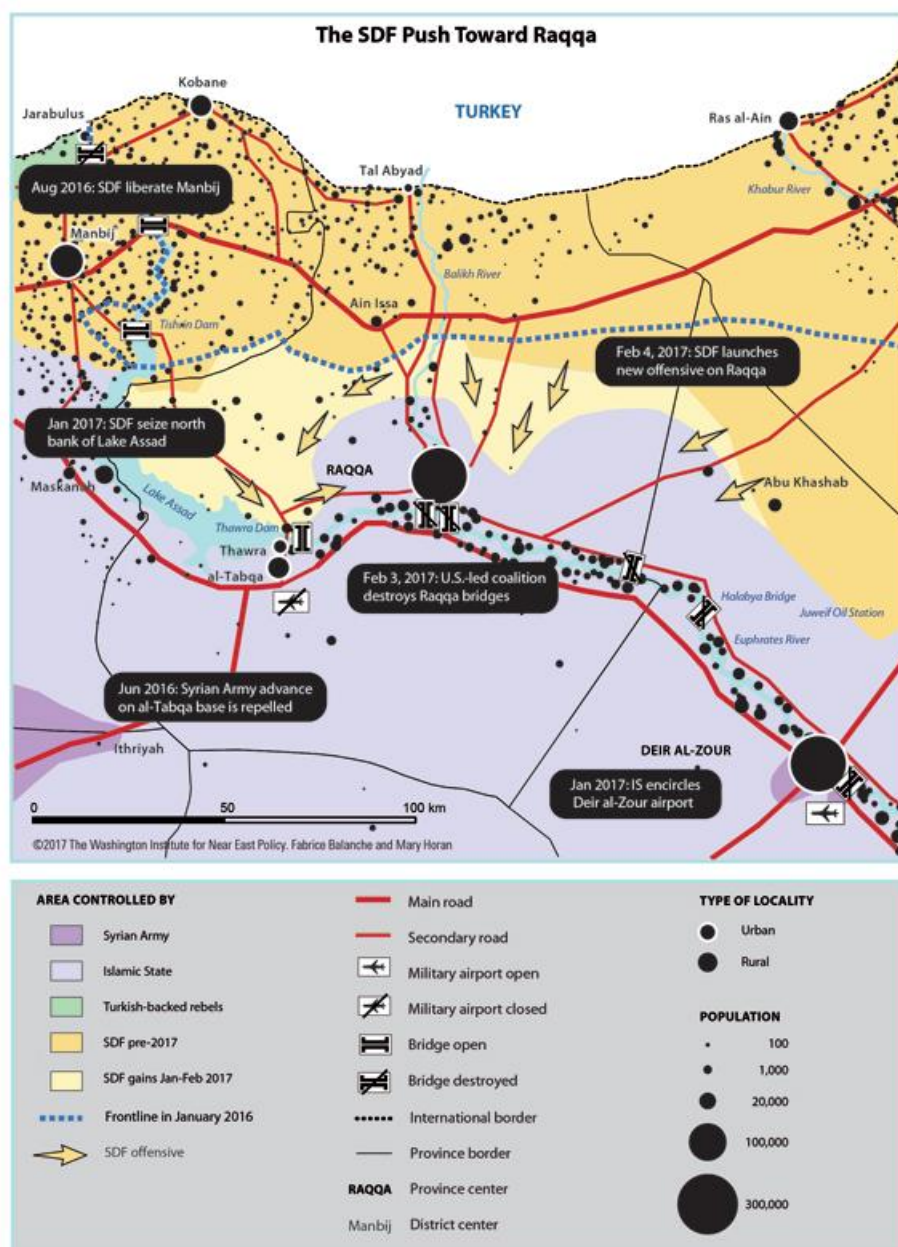 The SDF Push Toward Raqqa
Kobane
Jarabulus
TURKEY
Ras al-Ain
Tal Abyad
Khabur River
Aug 2016: SDF liberate Manbij
Manbij
Balikh River
Ain Issa
Tishrin Dam
Feb 4, 2017: SDF launches
new offensive on Raqqa
Jan 2017: SDF seize north
bank of Lake Assad
RAQQA
Maskanah
Abu Khashab
Lake Assad
Thawra Dam
Thawra
al-Tabqa
Feb 3, 2017: U.S.-led coalition
destroys Raqqa bridges
Halabya Bridge
Juweif Oil Station
Euphrates River
Jun 2016: Syrian Army advance
on al-Tabqa base is repelled
Ithriyah
DEIR AL-ZOUR
Jan 2017: IS encircles
Deir al-Zour airport
0 50 100 km
©2017 The Washington Institute for Near East Policy. Fabrice Balanche and Mary Horan
AREA CONTROLLED BY
Syrian Army
Islamic State
Turkish-backed rebels
SDF pre-2017
SDF gains Jan-Feb 2017
Frontline in January 2016
SDF offensive
Main road
Secondary road
Military airport open
Military airport closed
Bridge open
Bridge destroyed
International border
Province border
RAQQA Province center
Manbij District center
TYPE OF LOCALITY
Urban
Rural
POPULATION
100
1,000
20,000
100,000
300,000